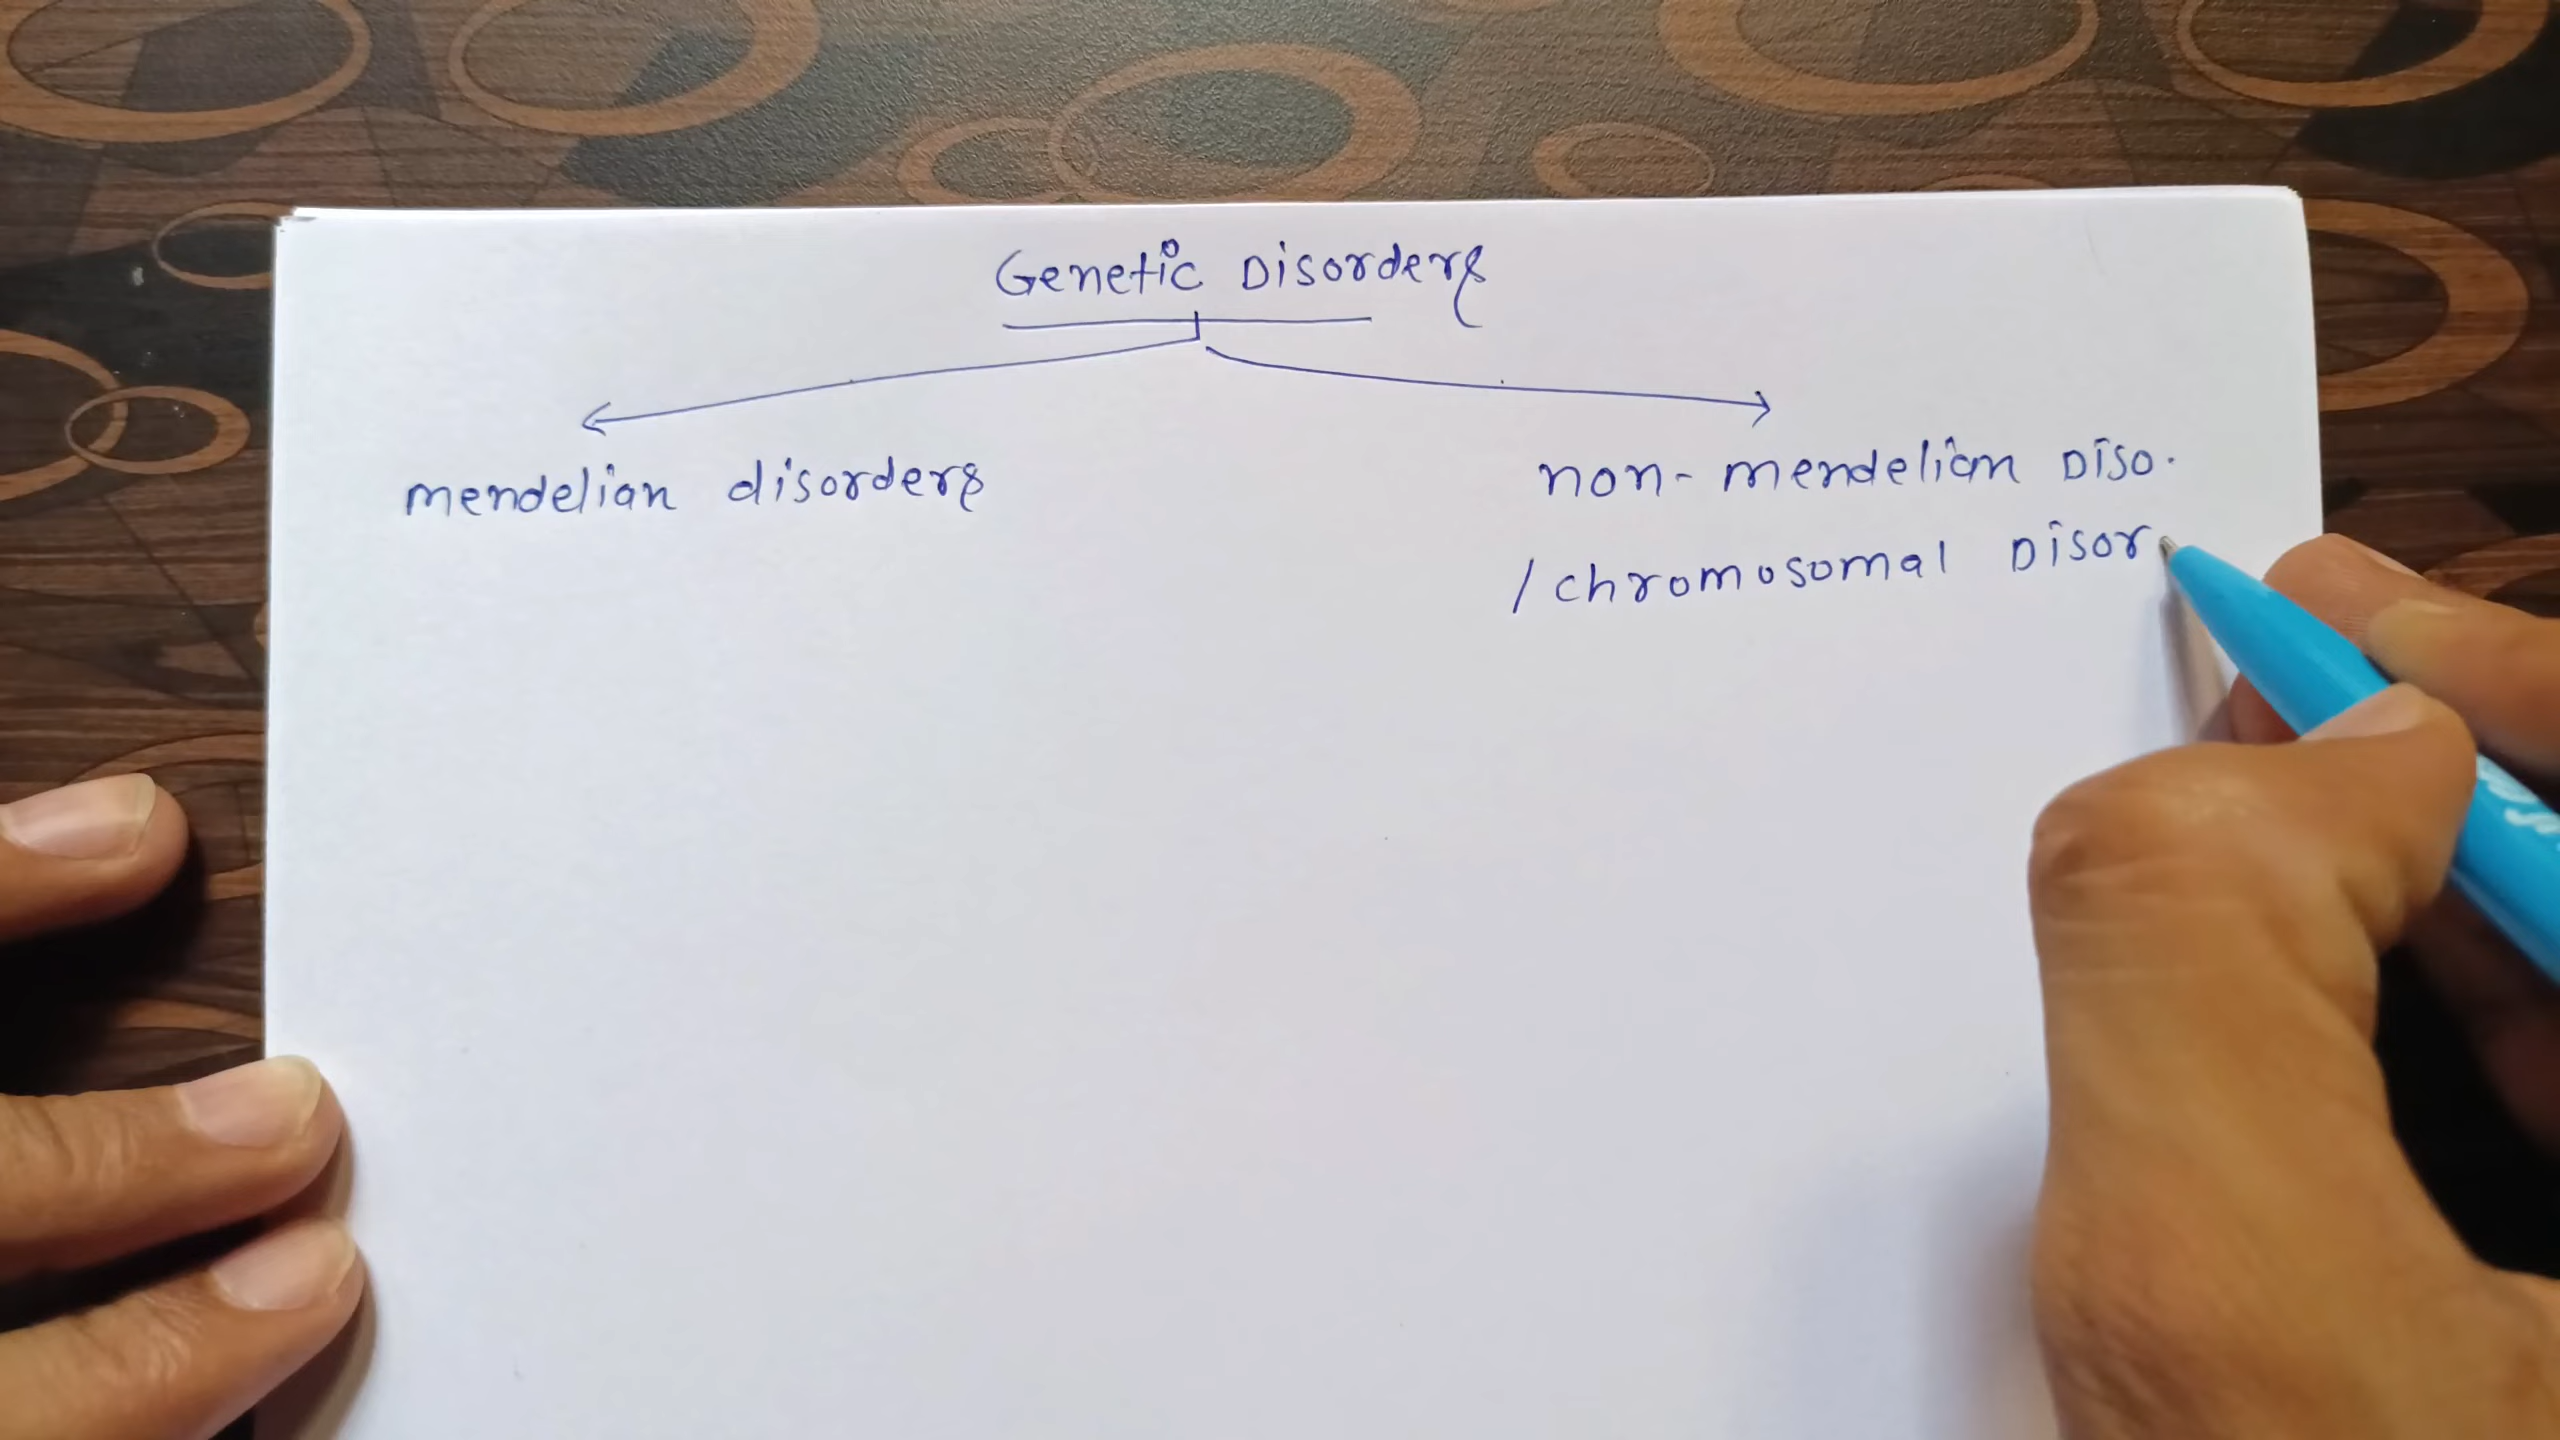 Genetic Disorders
mendelian disorders
non-mendelian Diso.
/chromosomal Disor